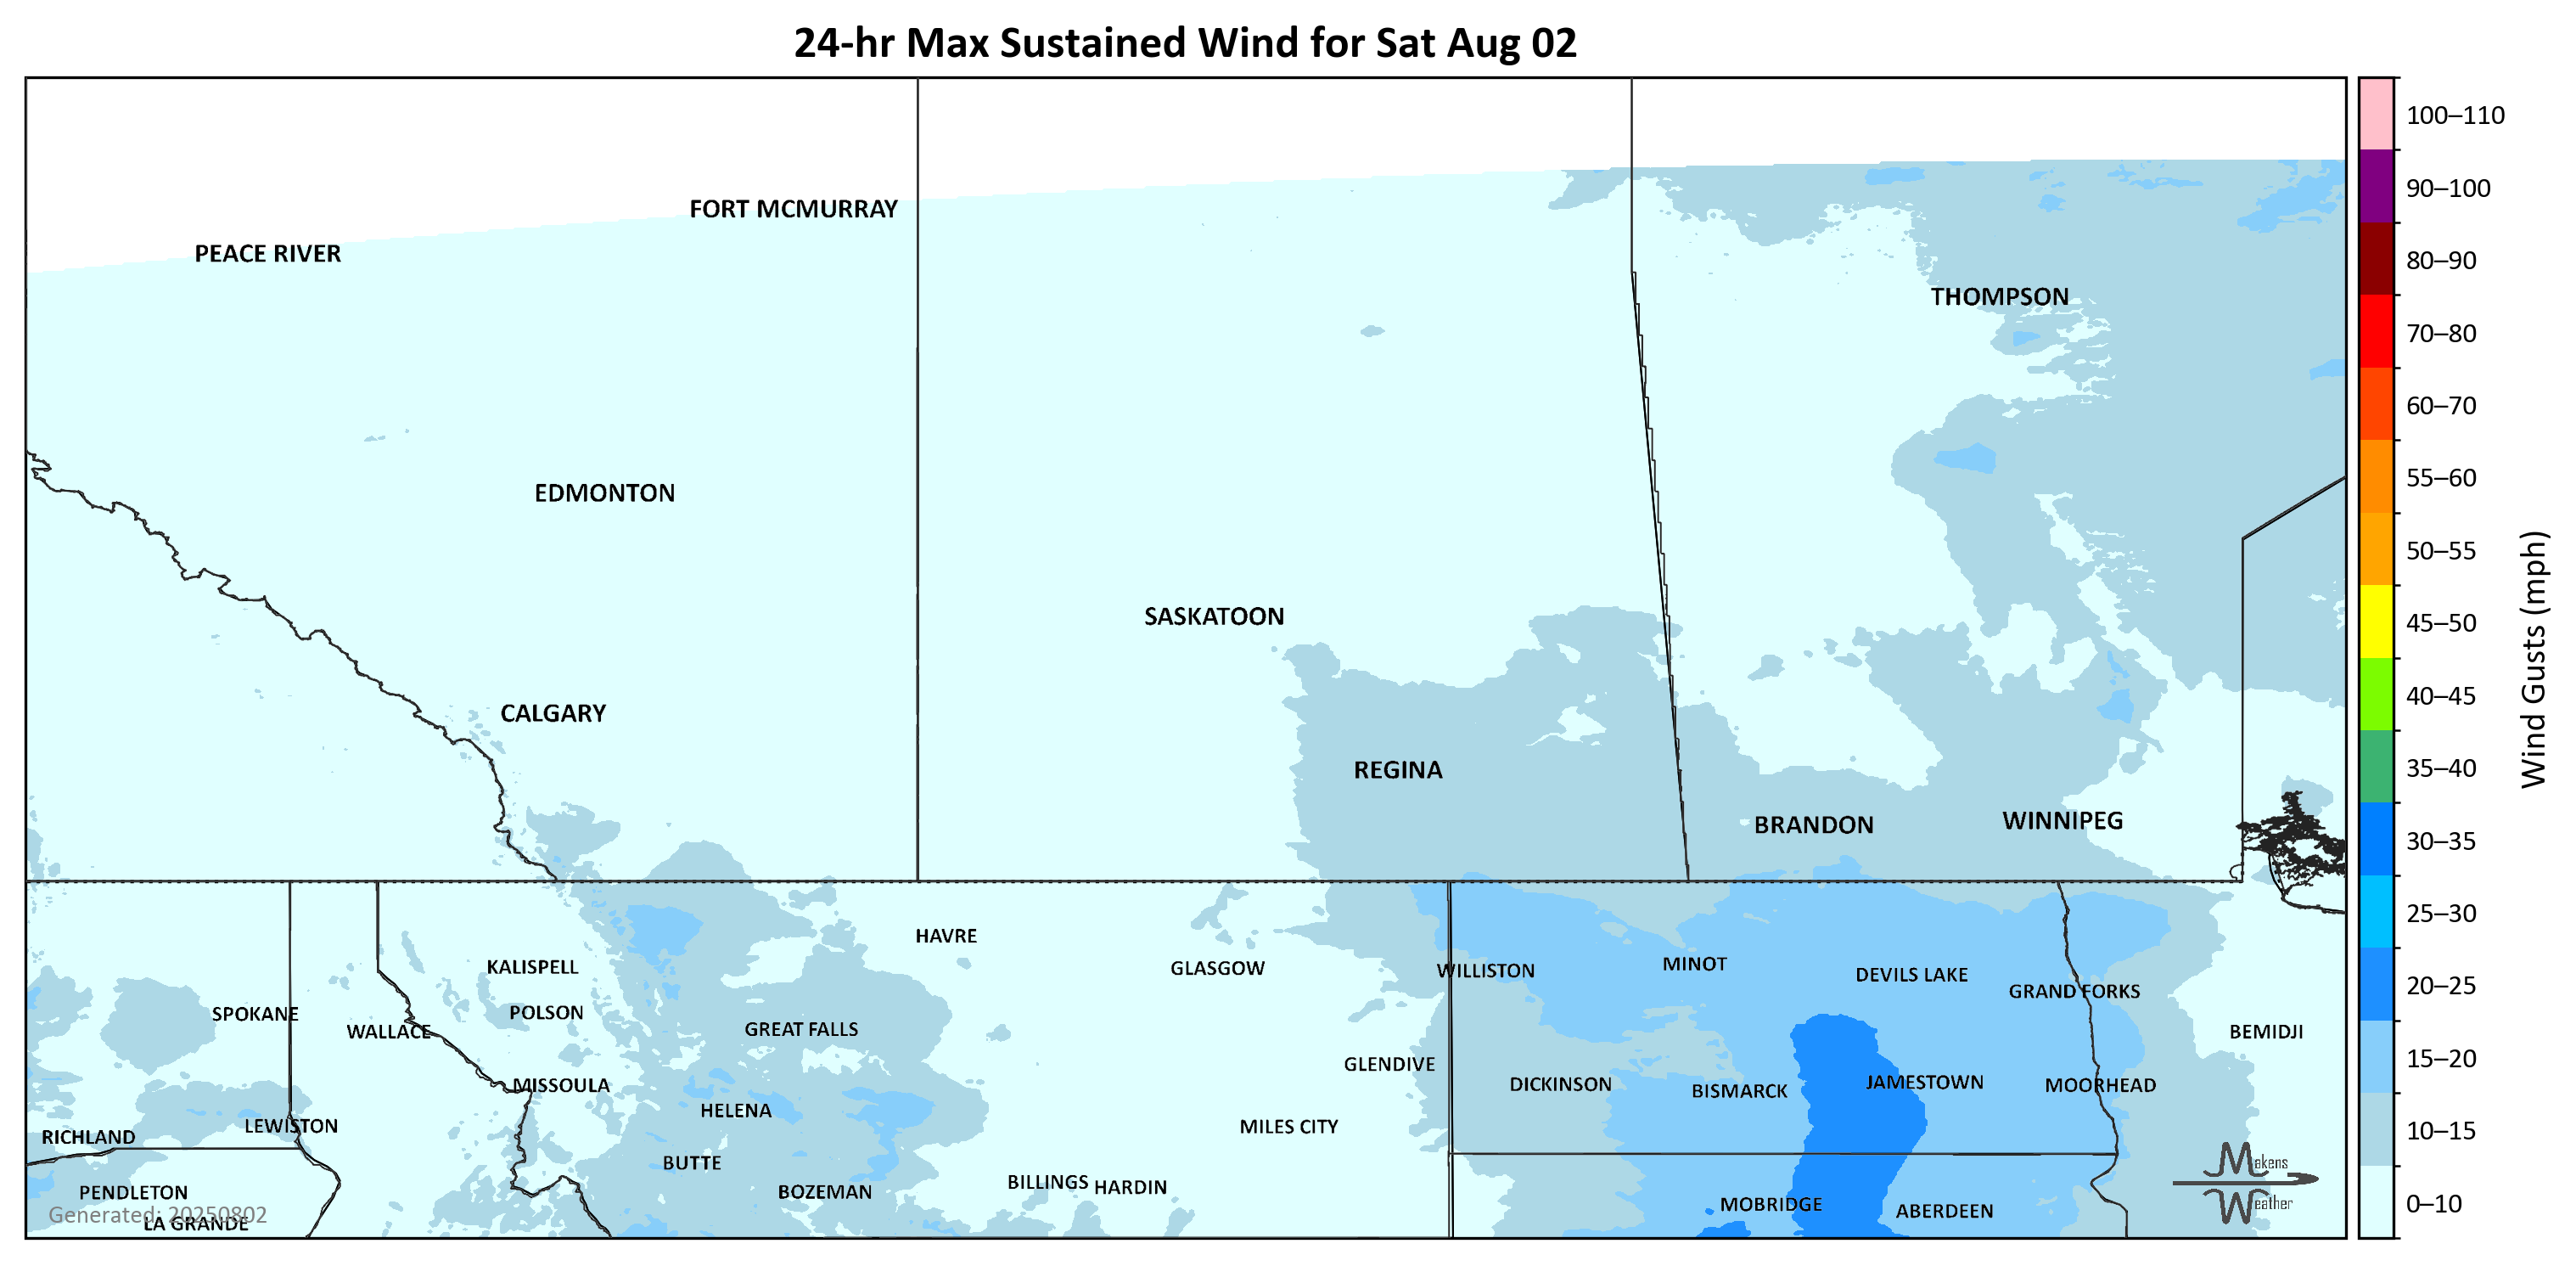 24-hr Max Sustained Wind for Sat Aug 02
100–110
90–100
80–90
70–80
60–70
55–60
50–55
45–50
40–45
35–40
30–35
25–30
20–25
15–20
10–15
0–10
Wind Gusts (mph)
FORT MCMURRAY
PEACE RIVER
THOMPSON
EDMONTON
SASKATOON
CALGARY
REGINA
BRANDON
WINNIPEG
HAVRE
KALISPELL
GLASGOW
WILLISTON
MINOT
DEVILS LAKE
GRAND FORKS
SPOKANE
POLSON
WALLACE
GREAT FALLS
BEMIDJI
GLENDIVE
MISSOULA
DICKINSON
BISMARCK
JAMESTOWN
MOORHEAD
HELENA
LEWISTON
RICHLAND
MILES CITY
BUTTE
BILLINGS
HARDIN
PENDLETON
BOZEMAN
MOBRIDGE
ABERDEEN
Generated: 20250802
LA GRANDE
Makens
Weather